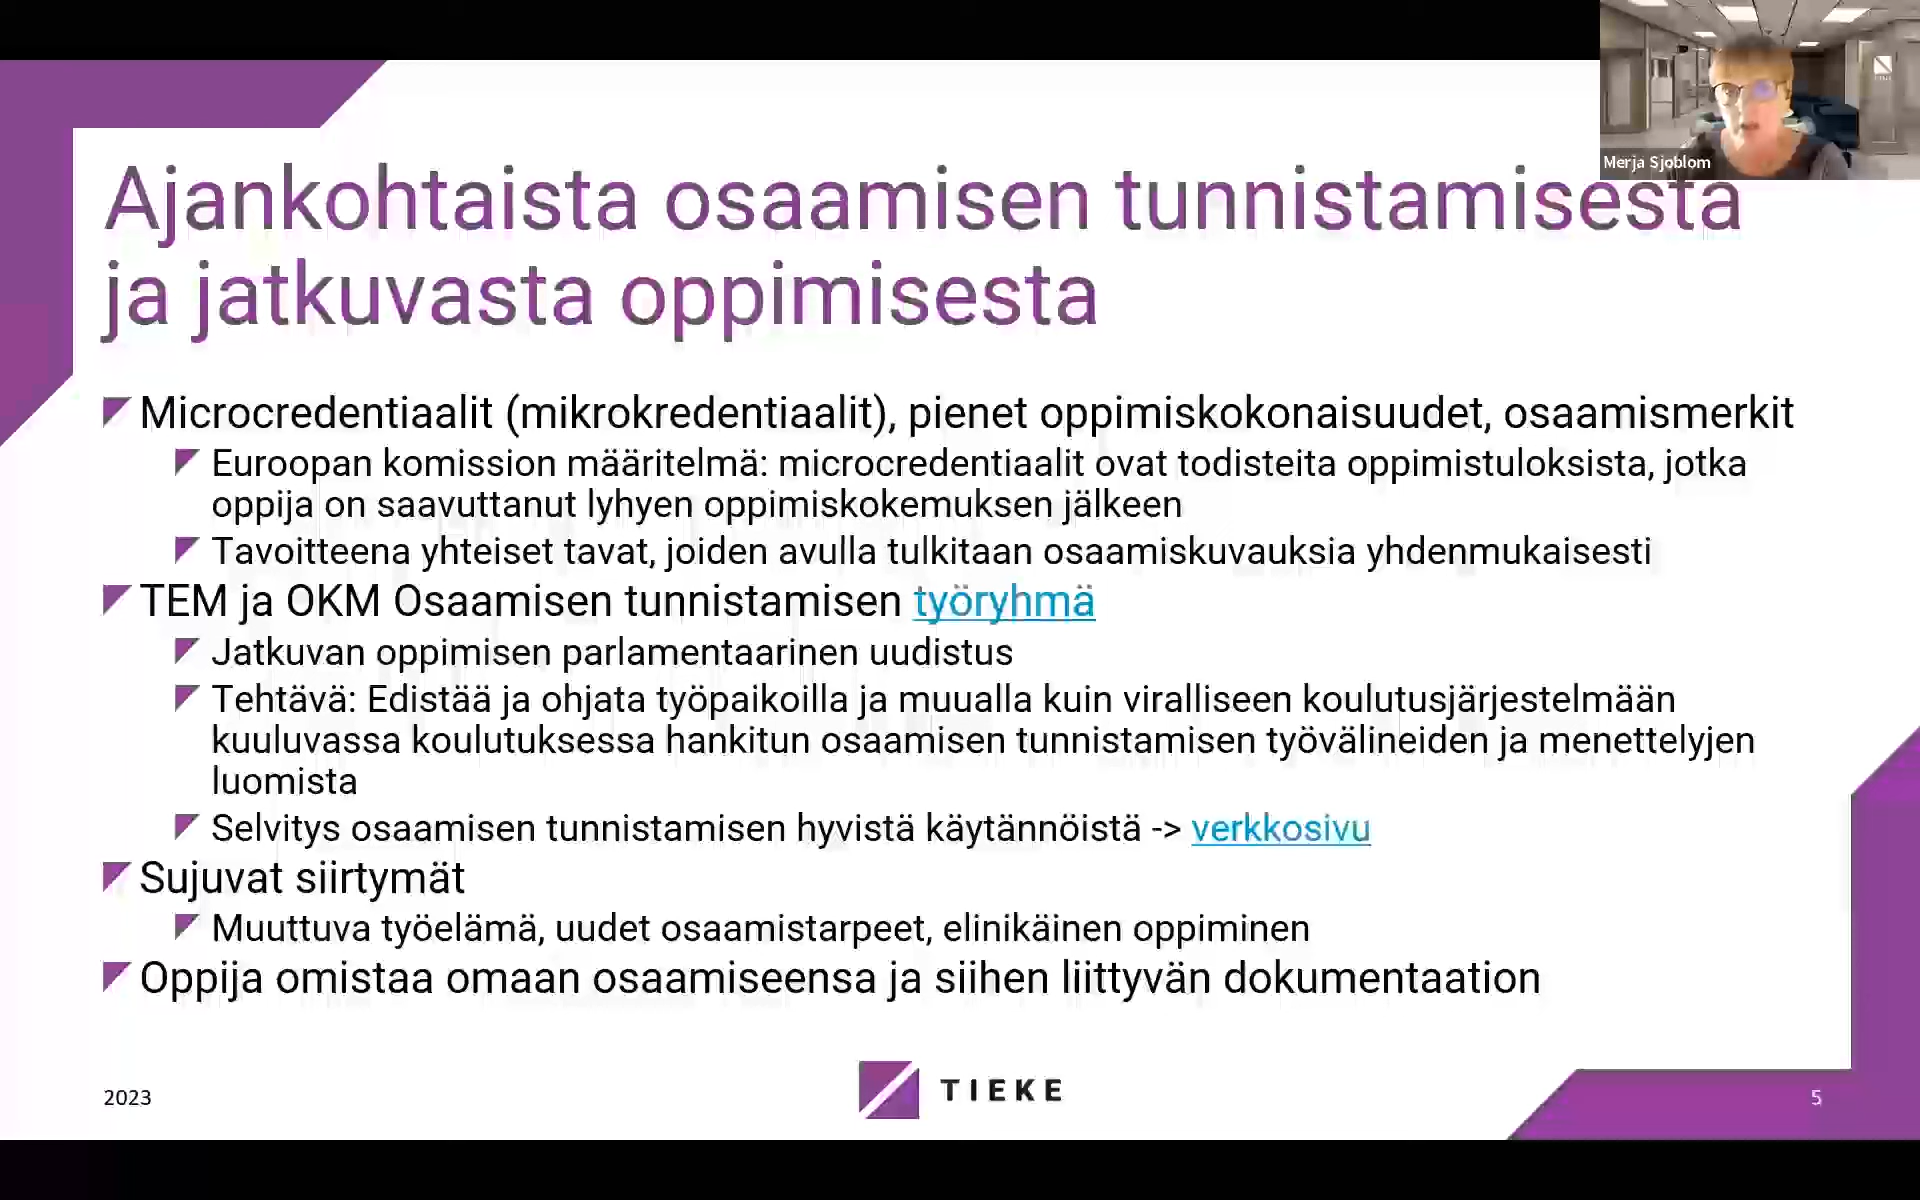 Merja Sjoblom
Ajankohtaista osaamisen tunnistamisesta
ja jatkuvasta oppimisesta
Microcredentiaalit (mikrokredentiaalit), pienet oppimiskokonaisuudet, osaamismerkit
Euroopan komission määritelmä: microcredentiaalit ovat todisteita oppimistuloksista, jotka
oppija on saavuttanut lyhyen oppimiskokemuksen jälkeen
Tavoitteena yhteiset tavat, joiden avulla tulkitaan osaamiskuvauksia yhdenmukaisesti
TEM ja OKM Osaamisen tunnistamisen työryhmä
Jatkuvan oppimisen parlamentaarinen uudistus
Tehtävä: Edistää ja ohjata työpaikoilla ja muualla kuin viralliseen koulutusjärjestelmään
kuuluvassa koulutuksessa hankitun osaamisen tunnistamisen työvälineiden ja menettelyjen
luomista
Selvitys osaamisen tunnistamisen hyvistä käytännöistä -> verkkosivu
Sujuvat siirtymät
Muuttuva työelämä, uudet osaamistarpeet, elinikäinen oppiminen
Oppija omistaa omaan osaamiseensa ja siihen liittyvän dokumentaation
2023
TIEKE
5